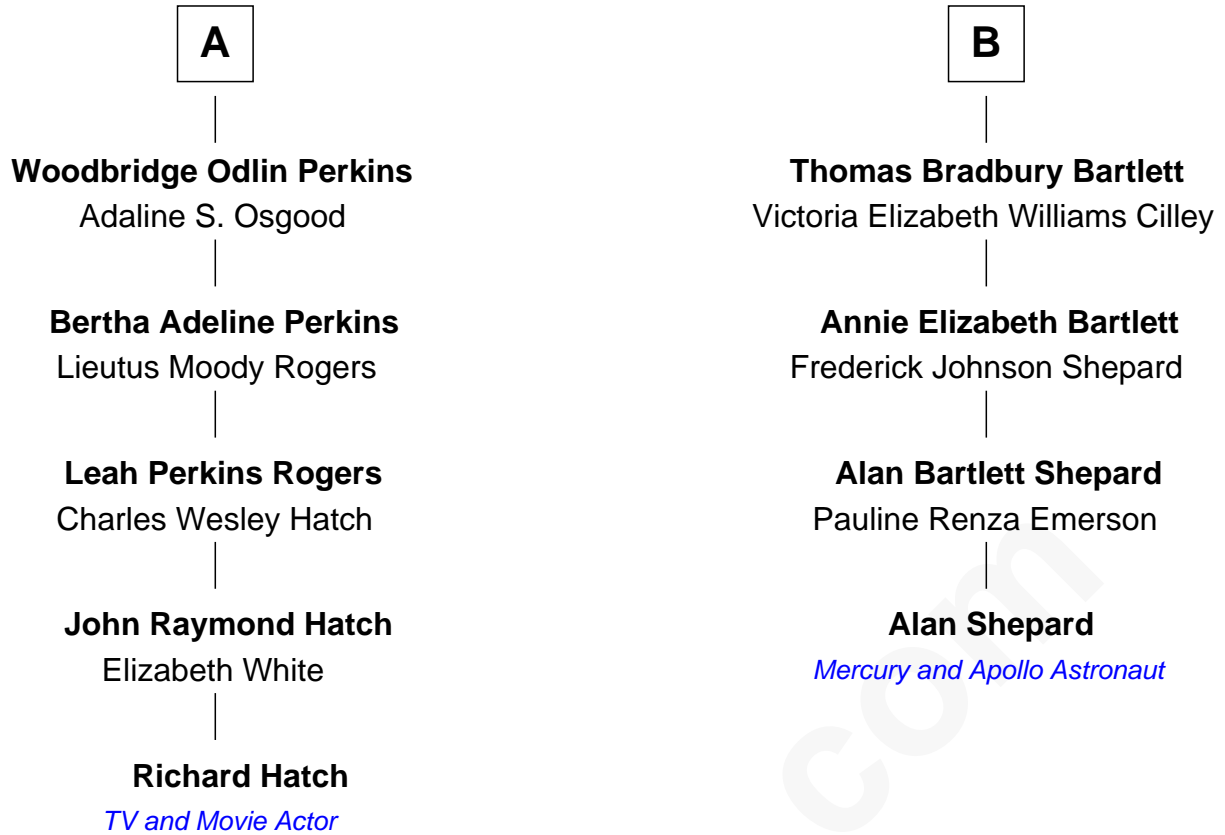 A
Woodbridge Odlin Perkins
Adaline S. Osgood
Bertha Adeline Perkins
Lieutus Moody Rogers
Leah Perkins Rogers
Charles Wesley Hatch
John Raymond Hatch
Elizabeth White
Richard Hatch
TV and Movie Actor
B
Thomas Bradbury Bartlett
Victoria Elizabeth Williams Cilley
Annie Elizabeth Bartlett
Frederick Johnson Shepard
Alan Bartlett Shepard
Pauline Renza Emerson
Alan Shepard
Mercury and Apollo Astronaut
com